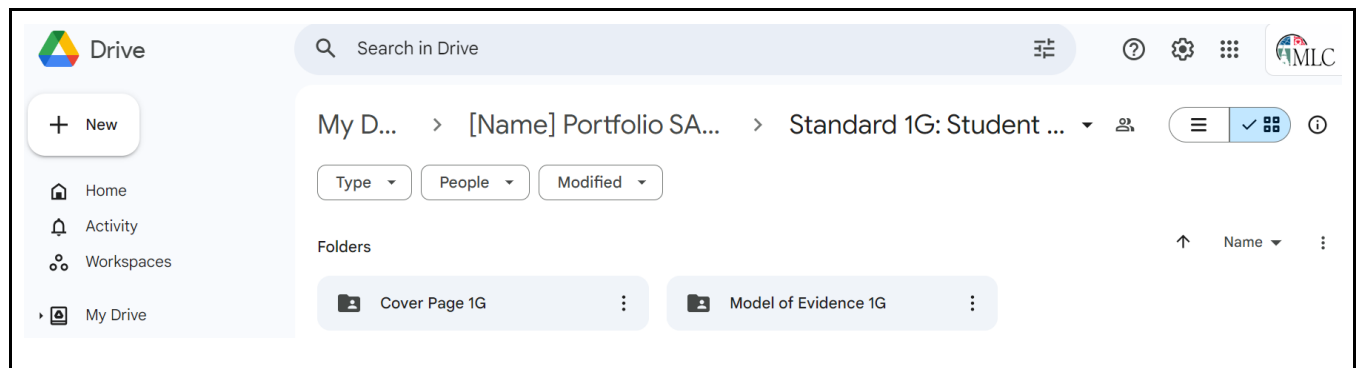 Drive
Search in Drive
MLC
New
My D... > [Name] Portfolio SA... > Standard 1G: Student ...
Type People Modified
Home
Activity
Workspaces
My Drive
Folders
Name
Cover Page 1G
Model of Evidence 1G